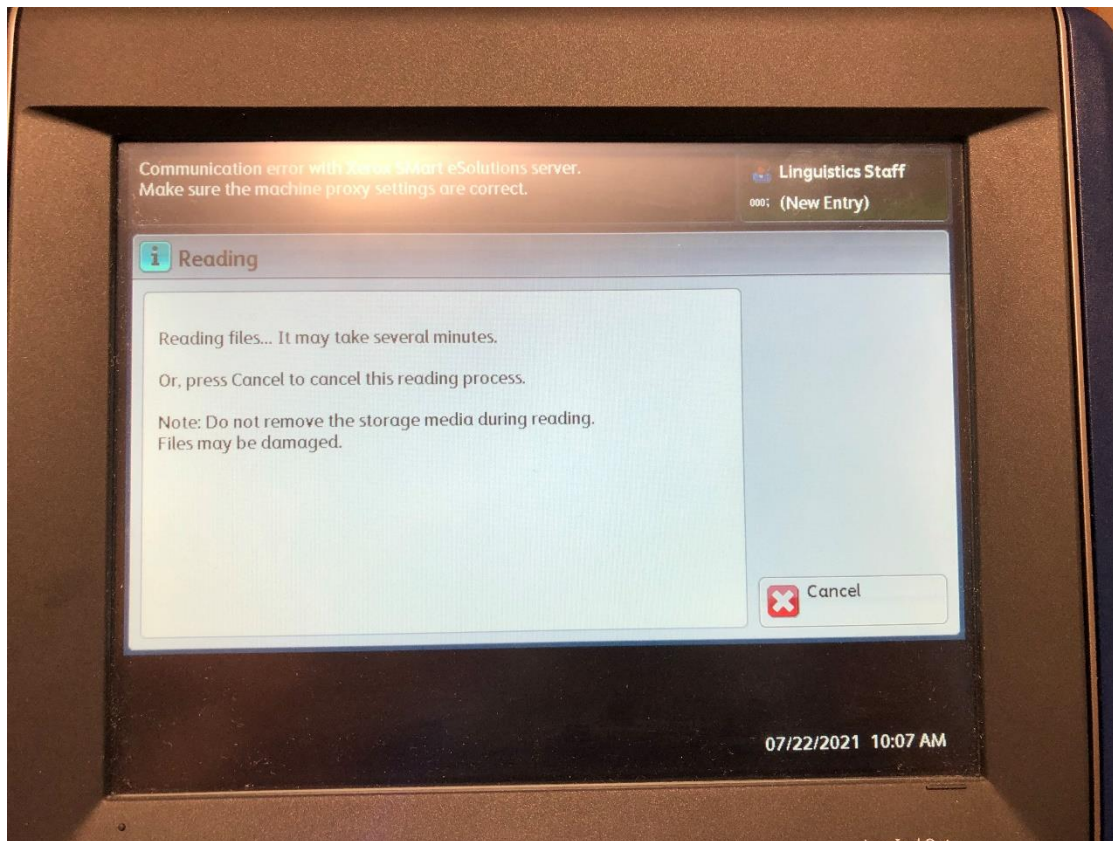 Communication error with Xerox Smart eSolutions server.
Make sure the machine proxy settings are correct.
Linguistics Staff
(New Entry)
i Reading
Reading files... It may take several minutes.
Or, press Cancel to cancel this reading process.
Note: Do not remove the storage media during reading.
Files may be damaged.
Cancel
07/22/2021 10:07 AM